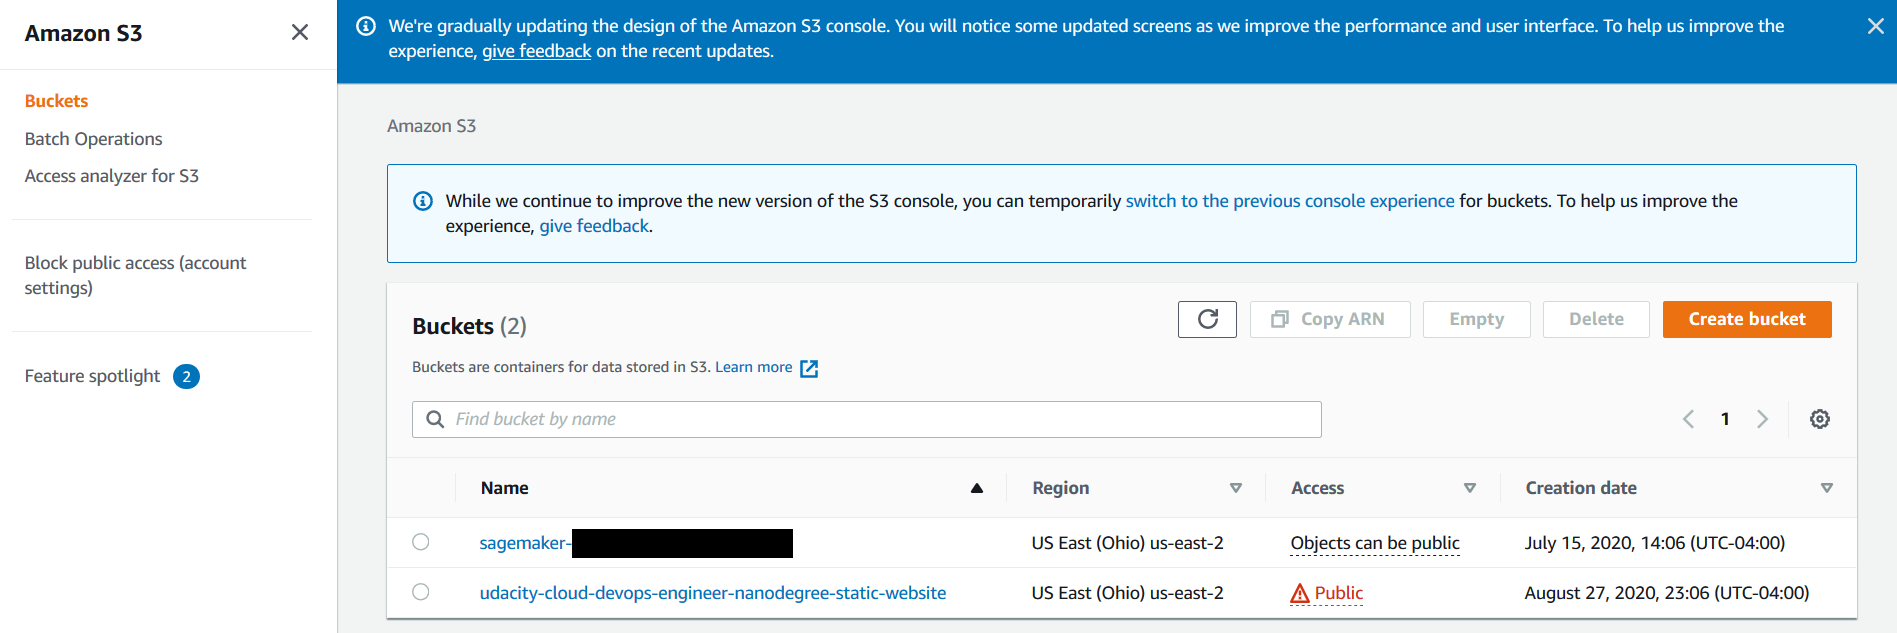 Amazon S3
Buckets
Batch Operations
Access analyzer for S3
Block public access (account
settings)
Feature spotlight 2
We're gradually updating the design of the Amazon S3 console. You will notice some updated screens as we improve the performance and user interface. To help us improve the
experience, give feedback on the recent updates.
Amazon S3
While we continue to improve the new version of the S3 console, you can temporarily switch to the previous console experience for buckets. To help us improve the
experience, give feedback.
Buckets (2)
Copy ARN
Empty
Delete
Create bucket
Buckets are containers for data stored in S3. Learn more
Find bucket by name
1
Name Region Access Creation date
sagemaker- US East (Ohio) us-east-2 Objects can be public July 15, 2020, 14:06 (UTC-04:00)
udacity-cloud-devops-engineer-nanodegree-static-website US East (Ohio) us-east-2 Public August 27, 2020, 23:06 (UTC-04:00)